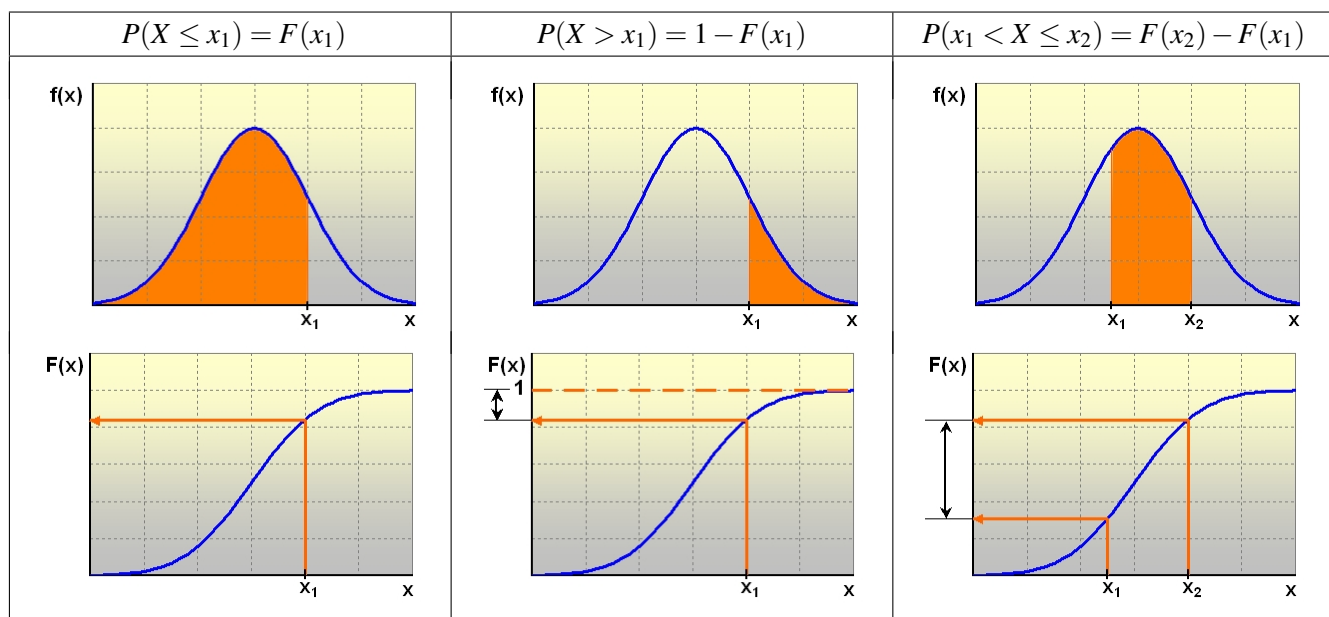 P(X ≤ x₁) = F(x₁)
P(X > x₁) = 1 − F(x₁)
P(x₁ < X ≤ x₂) = F(x₂) − F(x₁)
f(x)
x₁
x
f(x)
x₁
x
f(x)
x₁
x₂
x
F(x)
x₁
x
F(x)
1
x₁
x
F(x)
x₁
x₂
x